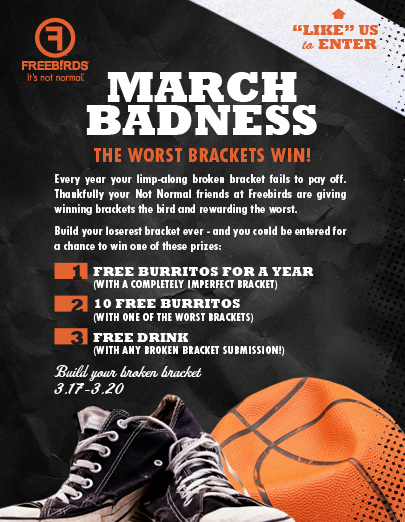 "LIKE" US
to ENTER
F
FREEB!RDS
It's not normal.
MARCH
BADNESS
THE WORST BRACKETS WIN!
Every year your limp-along broken bracket fails to pay off.
Thankfully your Not Normal friends at Freebirds are giving
winning brackets the bird and rewarding the worst.
Build your loserest bracket ever - and you could be entered for
a chance to win one of these prizes:
1 FREE BURRITOS FOR A YEAR
(WITH A COMPLETELY IMPERFECT BRACKET)
2 10 FREE BURRITOS
(WITH ONE OF THE WORST BRACKETS)
3 FREE DRINK
(WITH ANY BROKEN BRACKET SUBMISSION!)
Build your broken bracket
3.17-3.20